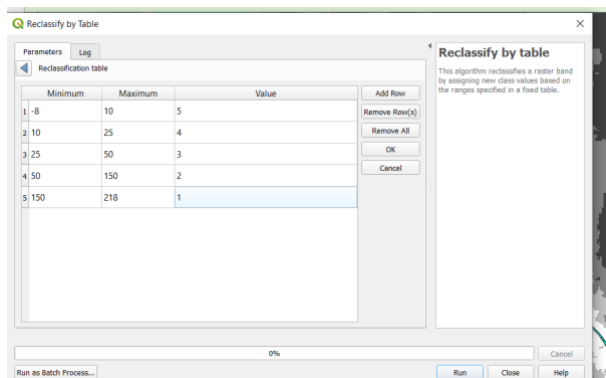 Reclassify by Table
Parameters Log
Reclassification table
Minimum Maximum Value
1 -8 10 5
2 10 25 4
3 25 50 3
4 50 150 2
5 150 218 1
Add Row
Remove Row(s)
Remove All
OK
Cancel
Reclassify by table
This algorithm reclassifies a raster band
by assigning new class values based on
the ranges specified in a fixed table.
0%
Cancel
Run as Batch Process...
Run Close Help